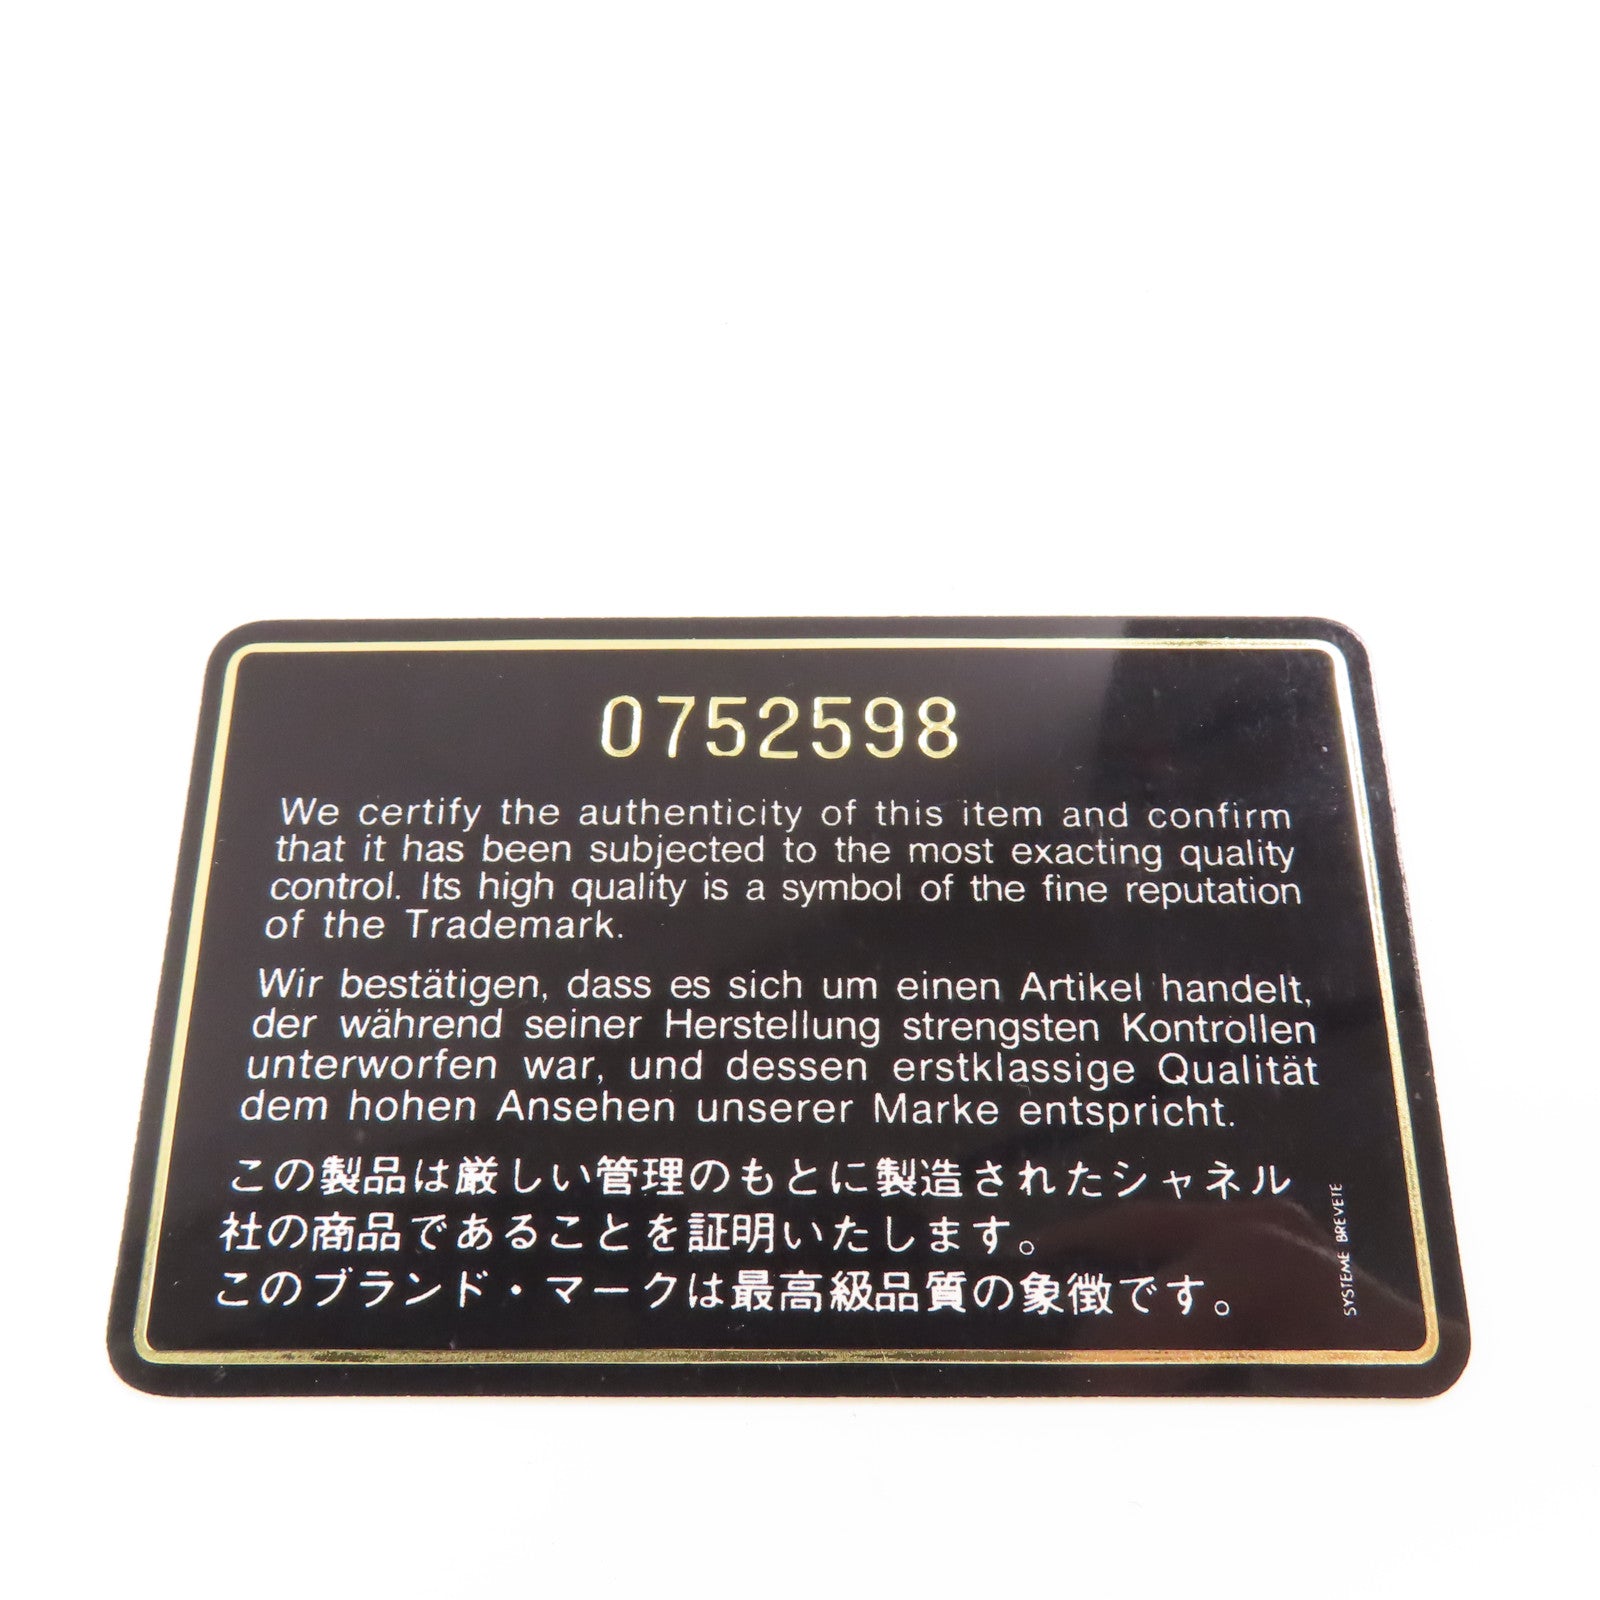 0752598
We certify the authenticity of this item and confirm
that it has been subjected to the most exacting quality
control. Its high quality is a symbol of the fine reputation
of the Trademark.
Wir bestätigen, dass es sich um einen Artikel handelt,
der während seiner Herstellung strengsten Kontrollen
unterworfen war, und dessen erstklassige Qualität
dem hohen Ansehen unserer Marke entspricht.
この製品は厳しい管理のもとに製造されたシャネル
社の商品であることを証明いたします。
このブランド・マークは最高級品質の象徴です。
SYSTEME BREVETE